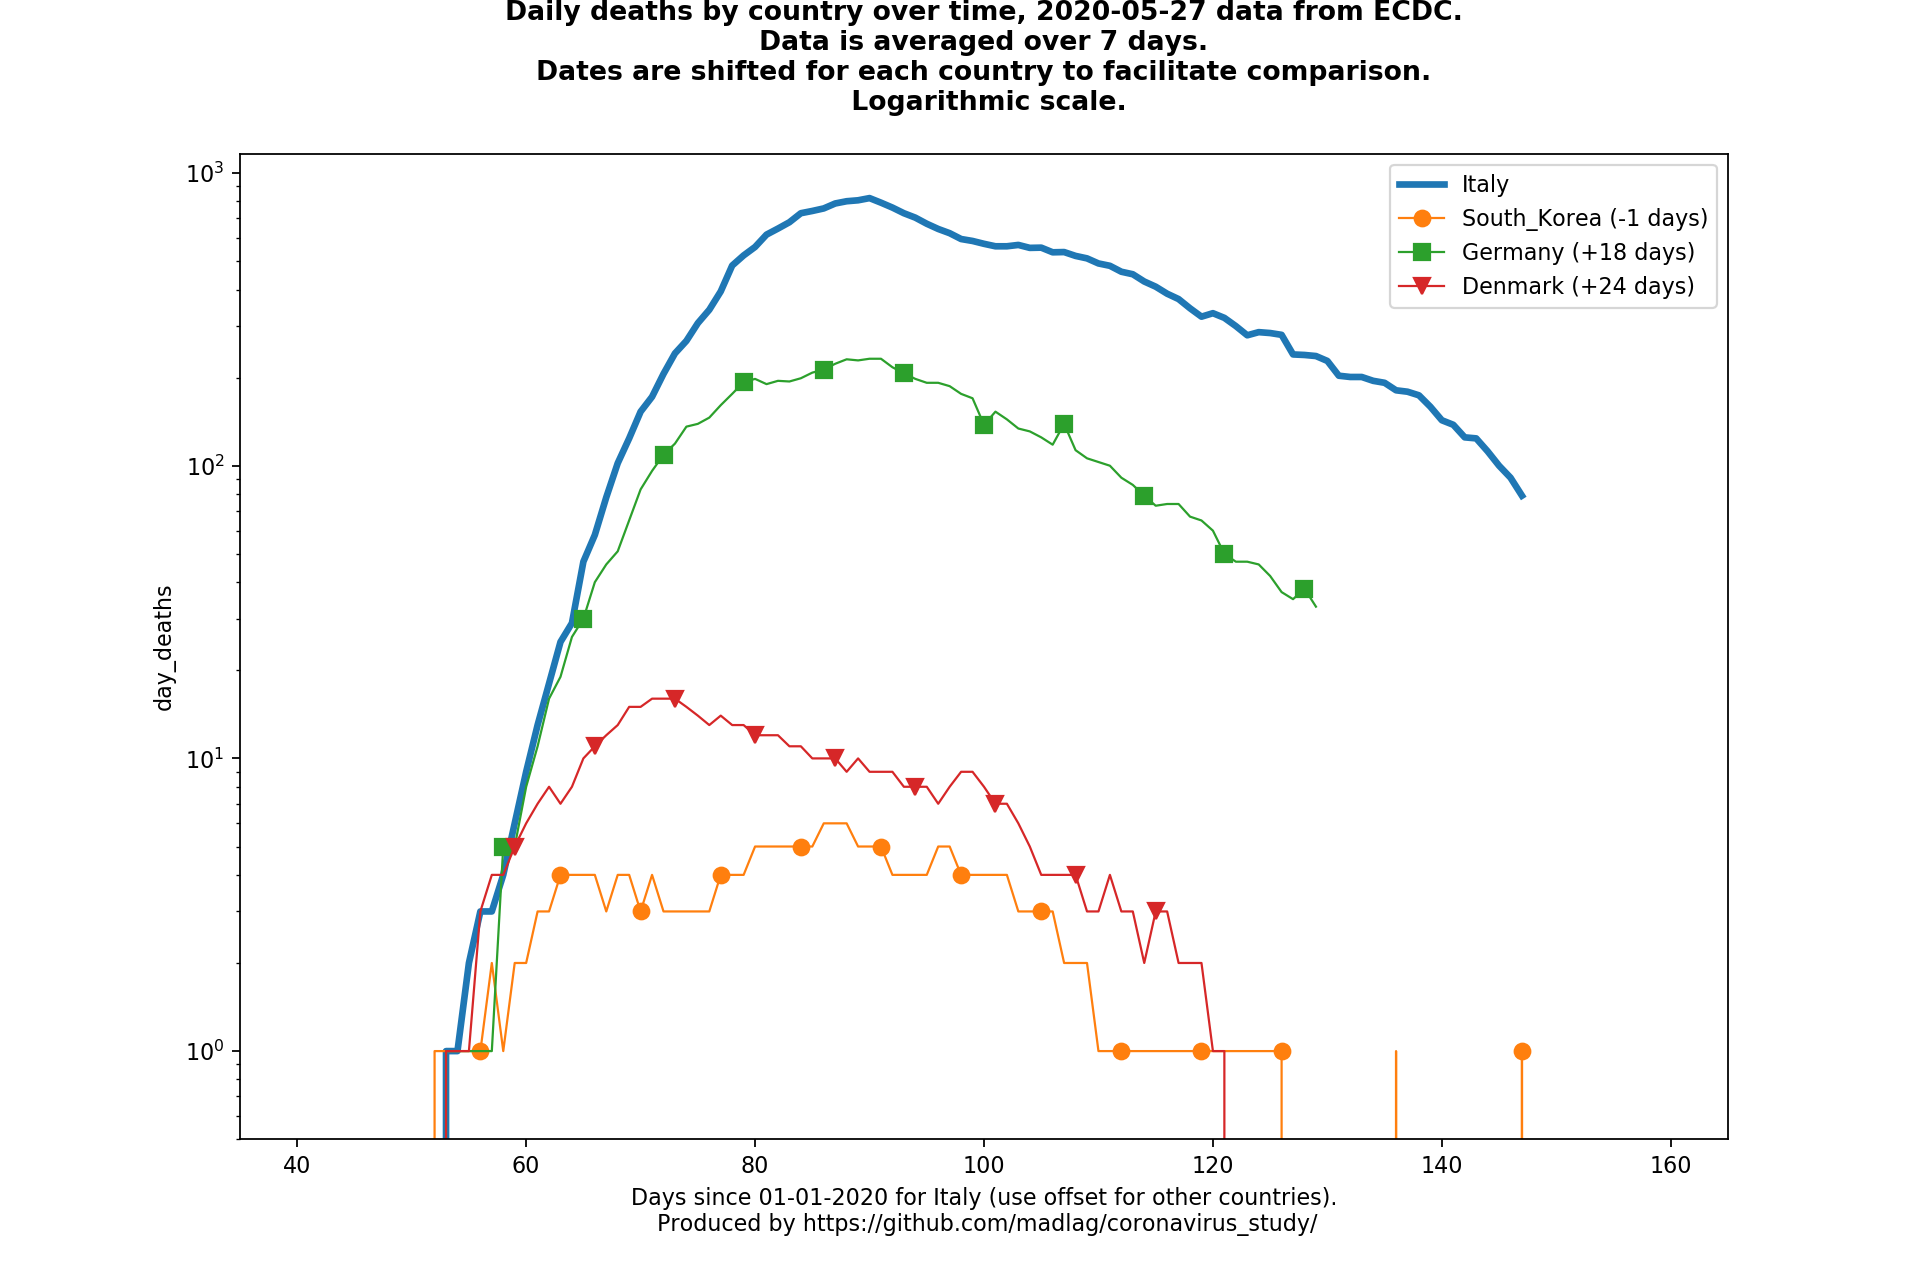 Daily deaths by country over time, 2020-05-27 data from ECDC.
Data is averaged over 7 days.
Dates are shifted for each country to facilitate comparison.
Logarithmic scale.
10³
10²
10¹
10⁰
day_deaths
Italy
South_Korea (-1 days)
Germany (+18 days)
Denmark (+24 days)
40 60 80 100 120 140 160
Days since 01-01-2020 for Italy (use offset for other countries).
Produced by https://github.com/madlag/coronavirus_study/